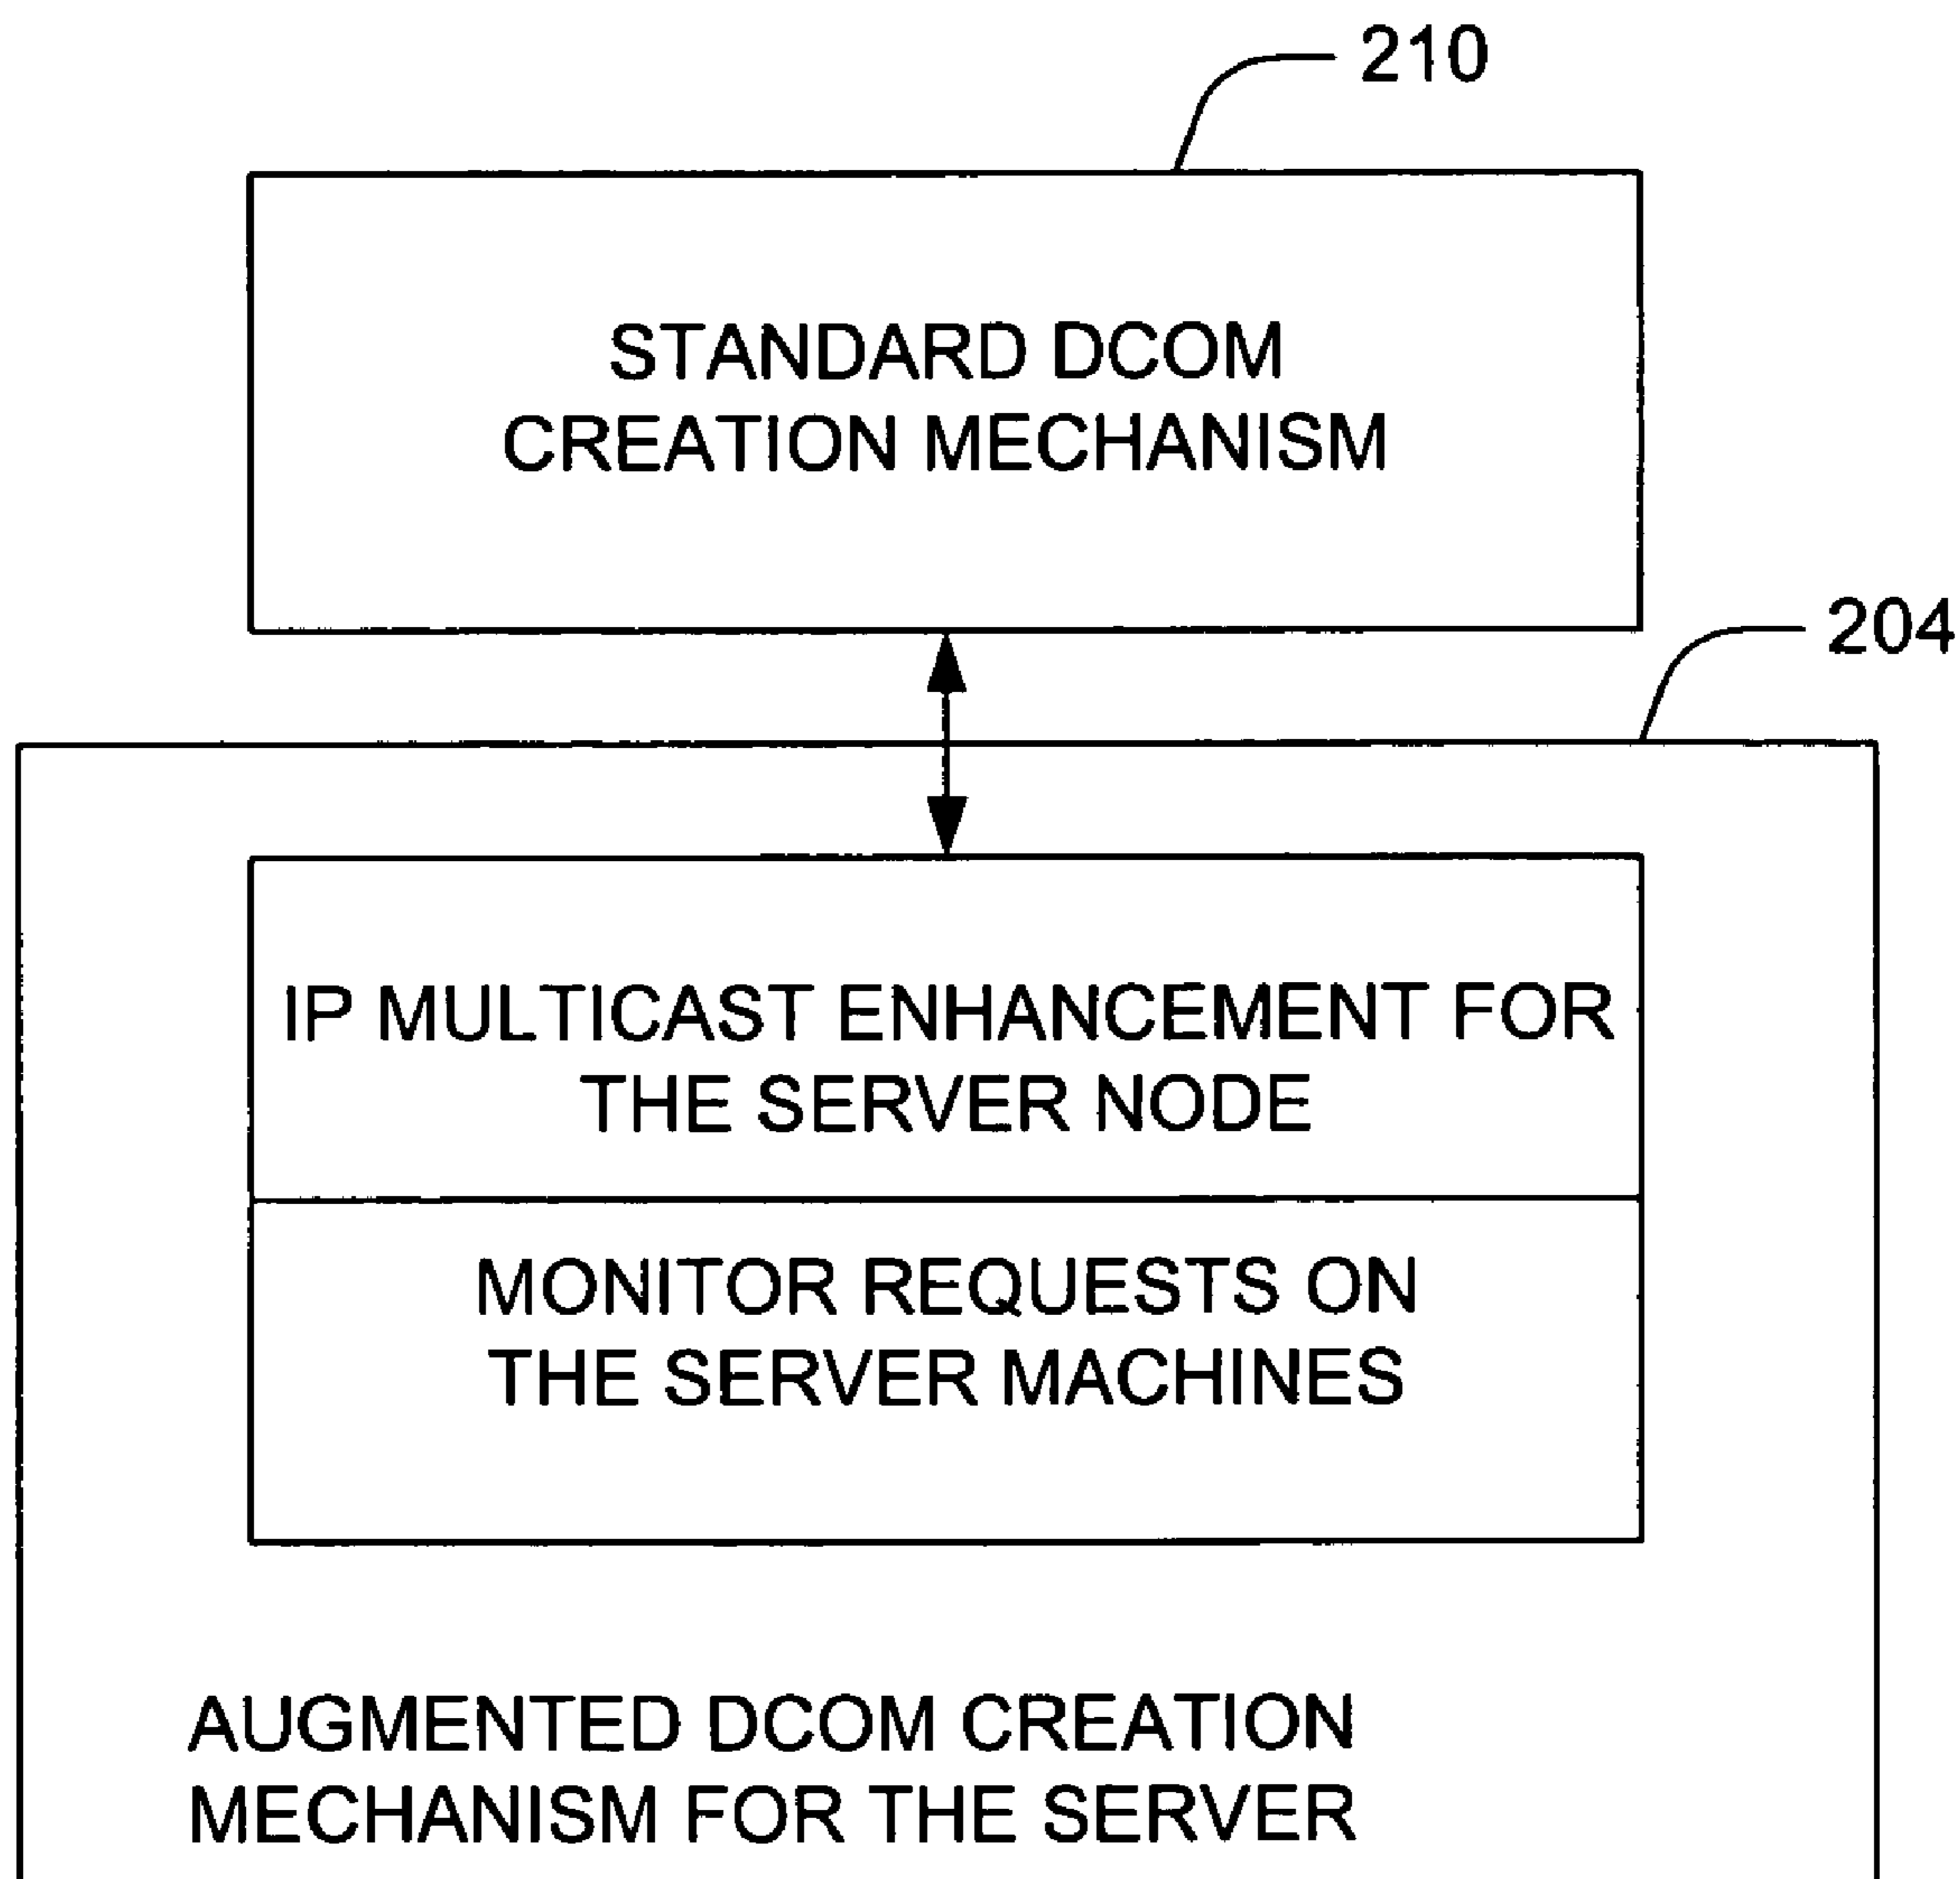 210
STANDARD DCOM
CREATION MECHANISM
204
IP MULTICAST ENHANCEMENT FOR
THE SERVER NODE
MONITOR REQUESTS ON
THE SERVER MACHINES
AUGMENTED DCOM CREATION
MECHANISM FOR THE SERVER